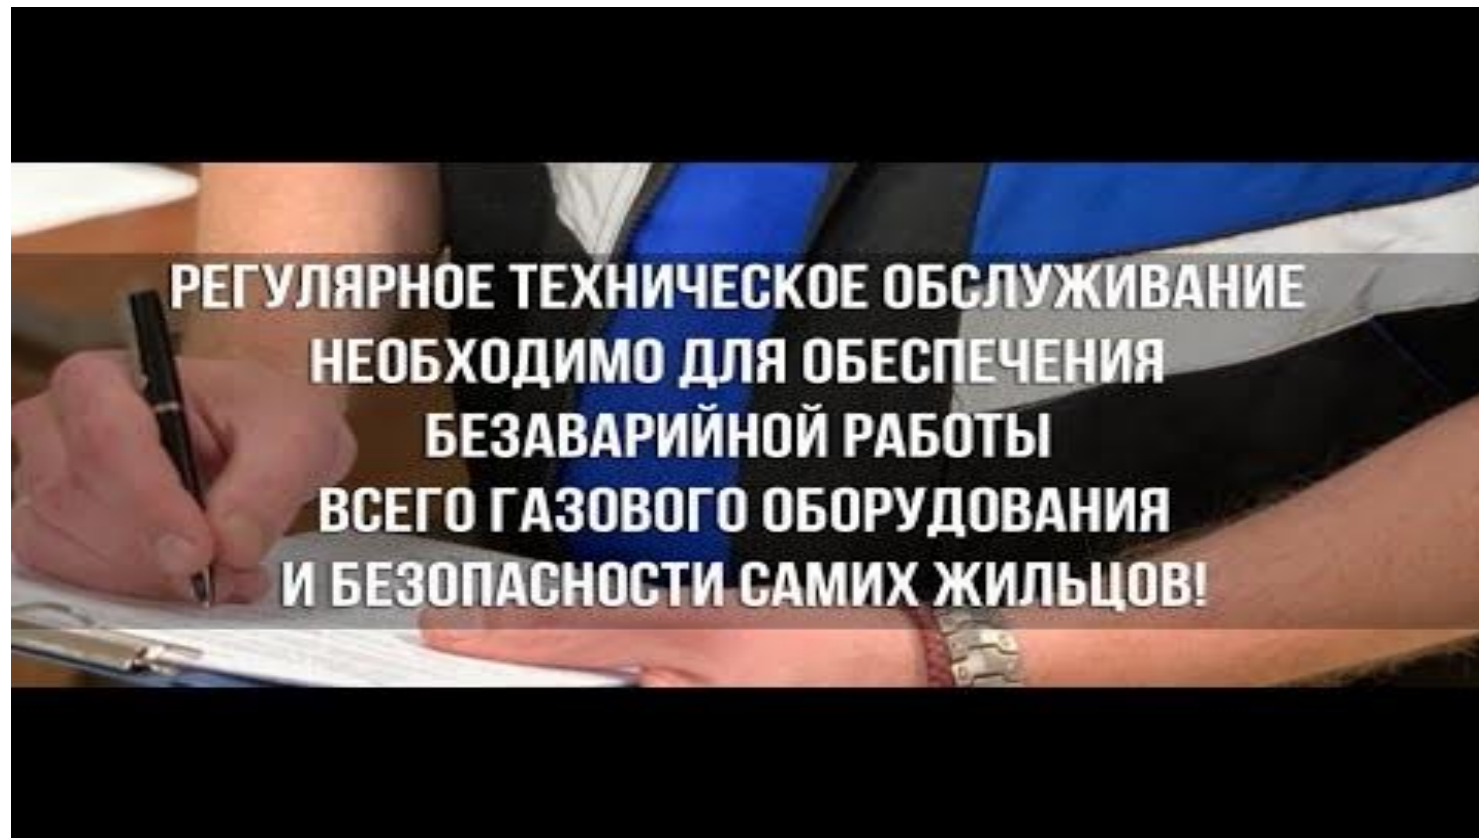 РЕГУЛЯРНОЕ ТЕХНИЧЕСКОЕ ОБСЛУЖИВАНИЕ
НЕОБХОДИМО ДЛЯ ОБЕСПЕЧЕНИЯ
БЕЗАВАРИЙНОЙ РАБОТЫ
ВСЕГО ГАЗОВОГО ОБОРУДОВАНИЯ
И БЕЗОПАСНОСТИ САМИХ ЖИЛЬЦОВ!